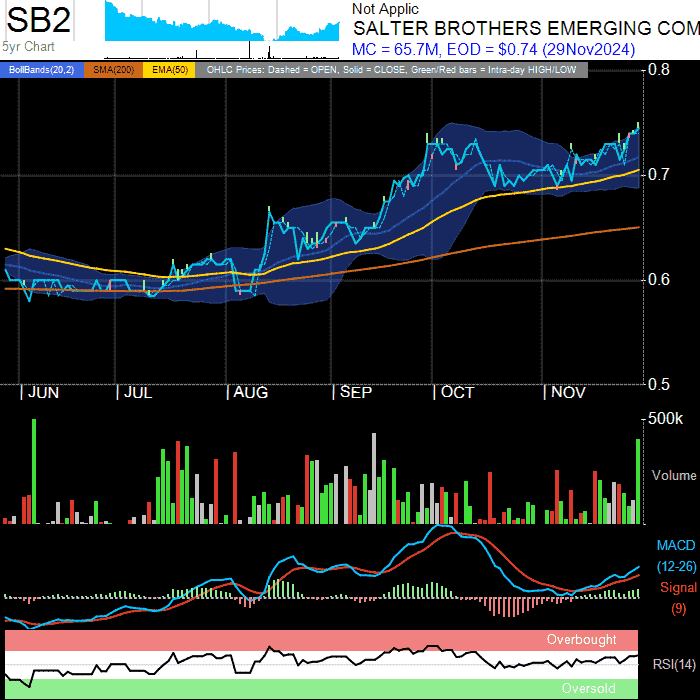 SB2
5yr Chart
Not Applic
SALTER BROTHERS EMERGING COM
MC = 65.7M, EOD = $0.74 (29Nov2024)
BollBands(20,2) SMA(200) EMA(50) OHLC Prices: Dashed = OPEN, Solid = CLOSE, Green/Red bars = Intra-day HIGH/LOW
0.8
0.7
0.6
0.5
| JUN | JUL | AUG | SEP | OCT | NOV
500k
Volume
MACD
(12-26)
Signal
(9)
Overbought
RSI(14)
Oversold